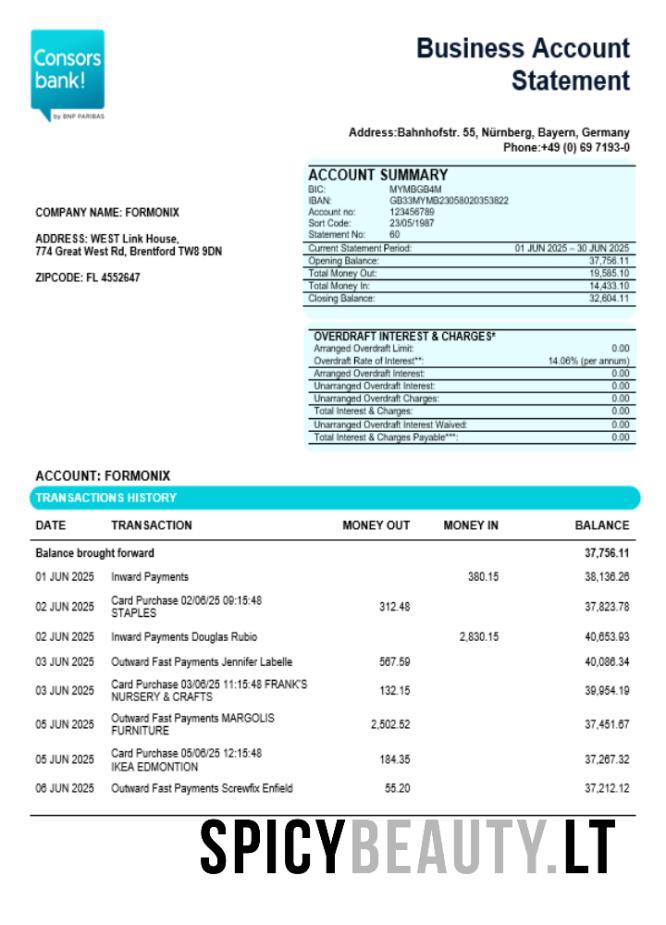 Consors
bank!
by BNP PARIBAS
Business Account
Statement
Address:Bahnhofstr. 55, Nürnberg, Bayern, Germany
Phone:+49 (0) 69 7193-0
COMPANY NAME: FORMONIX
ADDRESS: WEST Link House,
774 Great West Rd, Brentford TW8 9DN
ZIPCODE: FL 4552647
ACCOUNT SUMMARY
BIC: MYMBGB4M
IBAN: GB33MYMB23058020353822
Account no: 123456789
Sort Code: 23/05/1987
Statement No: 60
Current Statement Period: 01 JUN 2025 – 30 JUN 2025
Opening Balance: 37,756.11
Total Money Out: 19,585.10
Total Money In: 14,433.10
Closing Balance: 32,604.11
OVERDRAFT INTEREST & CHARGES*
Arranged Overdraft Limit: 0.00
Overdraft Rate of Interest**: 14.06% (per annum)
Arranged Overdraft Interest: 0.00
Unarranged Overdraft Interest: 0.00
Unarranged Overdraft Charges: 0.00
Total Interest & Charges: 0.00
Unarranged Overdraft Interest Waived: 0.00
Total Interest & Charges Payable***: 0.00
ACCOUNT: FORMONIX
TRANSACTIONS HISTORY
DATE TRANSACTION MONEY OUT MONEY IN BALANCE
Balance brought forward 37,756.11
01 JUN 2025 Inward Payments 380.15 38,136.26
02 JUN 2025 Card Purchase 02/06/25 09:15:48 312.48 37,823.78
STAPLES
02 JUN 2025 Inward Payments Douglas Rubio 2,830.15 40,653.93
03 JUN 2025 Outward Fast Payments Jennifer Labelle 567.59 40,086.34
03 JUN 2025 Card Purchase 03/06/25 11:15:48 FRANK'S 132.15 39,954.19
NURSERY & CRAFTS
05 JUN 2025 Outward Fast Payments MARGOLIS 2,502.52 37,451.67
FURNITURE
05 JUN 2025 Card Purchase 05/06/25 12:15:48 184.35 37,267.32
IKEA EDMONTION
06 JUN 2025 Outward Fast Payments Screwfix Enfield 55.20 37,212.12
SPICYBEAUTY.LT